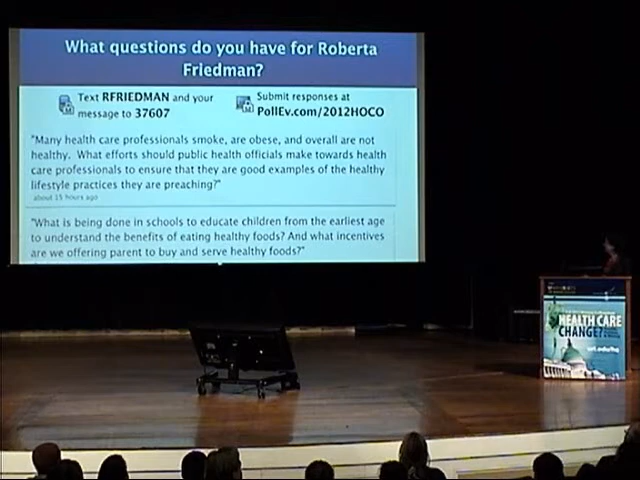 What questions do you have for Roberta
Friedman?
Text RFRIEDMAN and your
message to 37607
Submit responses at
PollEv.com/2012HOCO
"Many health care professionals smoke, are obese, and overall are not
healthy. What efforts should public health officials make towards health
care professionals to ensure that they are good examples of the healthy
lifestyle practices they are preaching?"
about 15 hours ago
"What is being done in schools to educate children from the earliest age
to understand the benefits of eating healthy foods? And what incentives
are we offering parent to buy and serve healthy foods?"
HEALTH CARE
CHANGE?